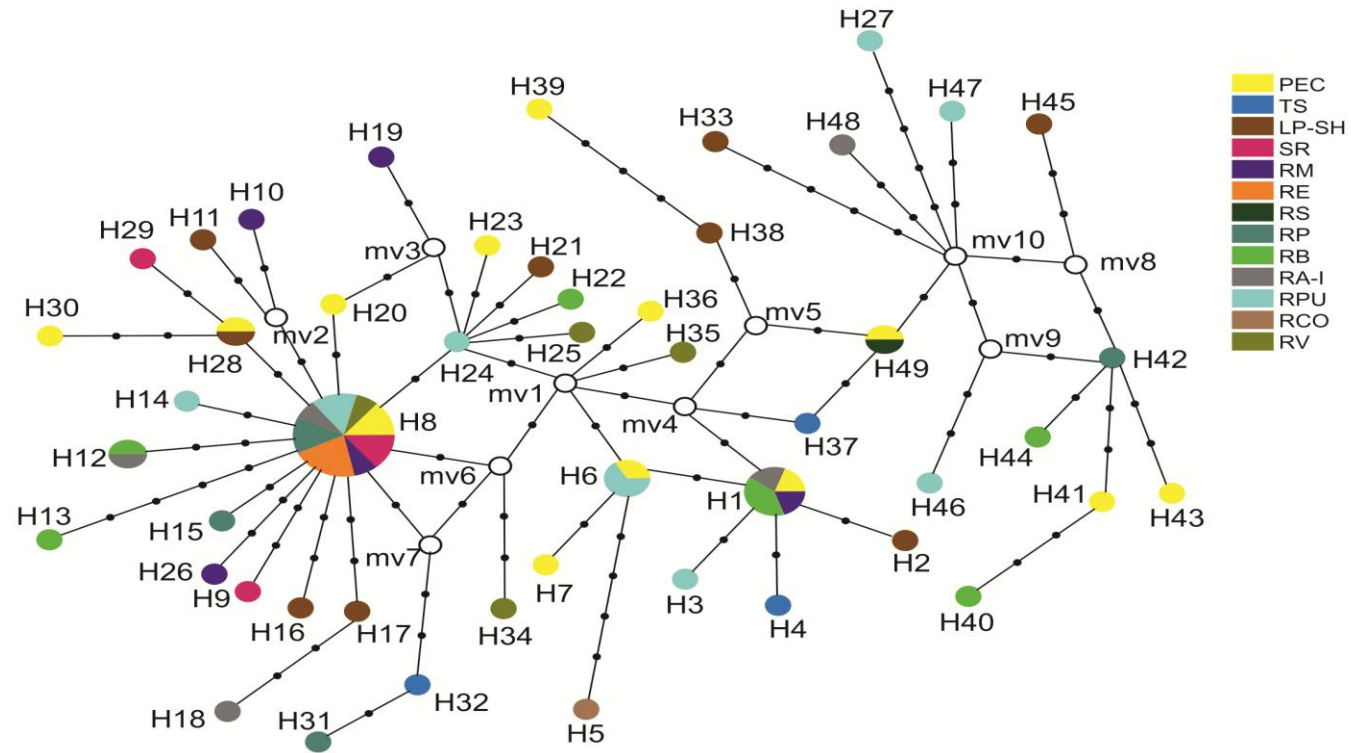 H27
H39
H47
H45
H33
H48
H19
H10
H23
H11
H21
H29
mv3
H38
mv10
mv8
H22
H36
H30
H20
mv2
mv5
H35
H25
H28
H24
mv9
H42
H49
mv1
H14
H8
mv4
H37
H12
mv6
H6
H44
H1
H46
H41
H43
H13
H15
mv7
H26
H2
H9
H7
H3
H40
H16
H17
H34
H4
H18
H32
H31
H5
PEC
TS
LP-SH
SR
RM
RE
RS
RP
RB
RA-I
RPU
RCO
RV